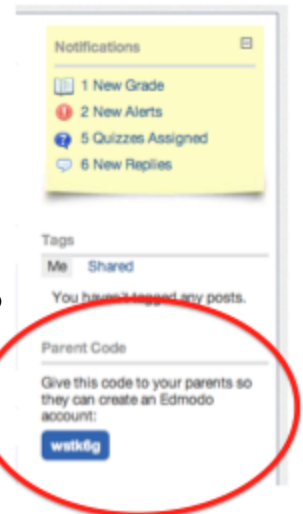 Notifications
1 New Grade
2 New Alerts
5 Quizzes Assigned
6 New Replies
Tags
Me Shared
You haven't tagged any posts.
Parent Code
Give this code to your parents so
they can create an Edmodo
account:
wstk6g